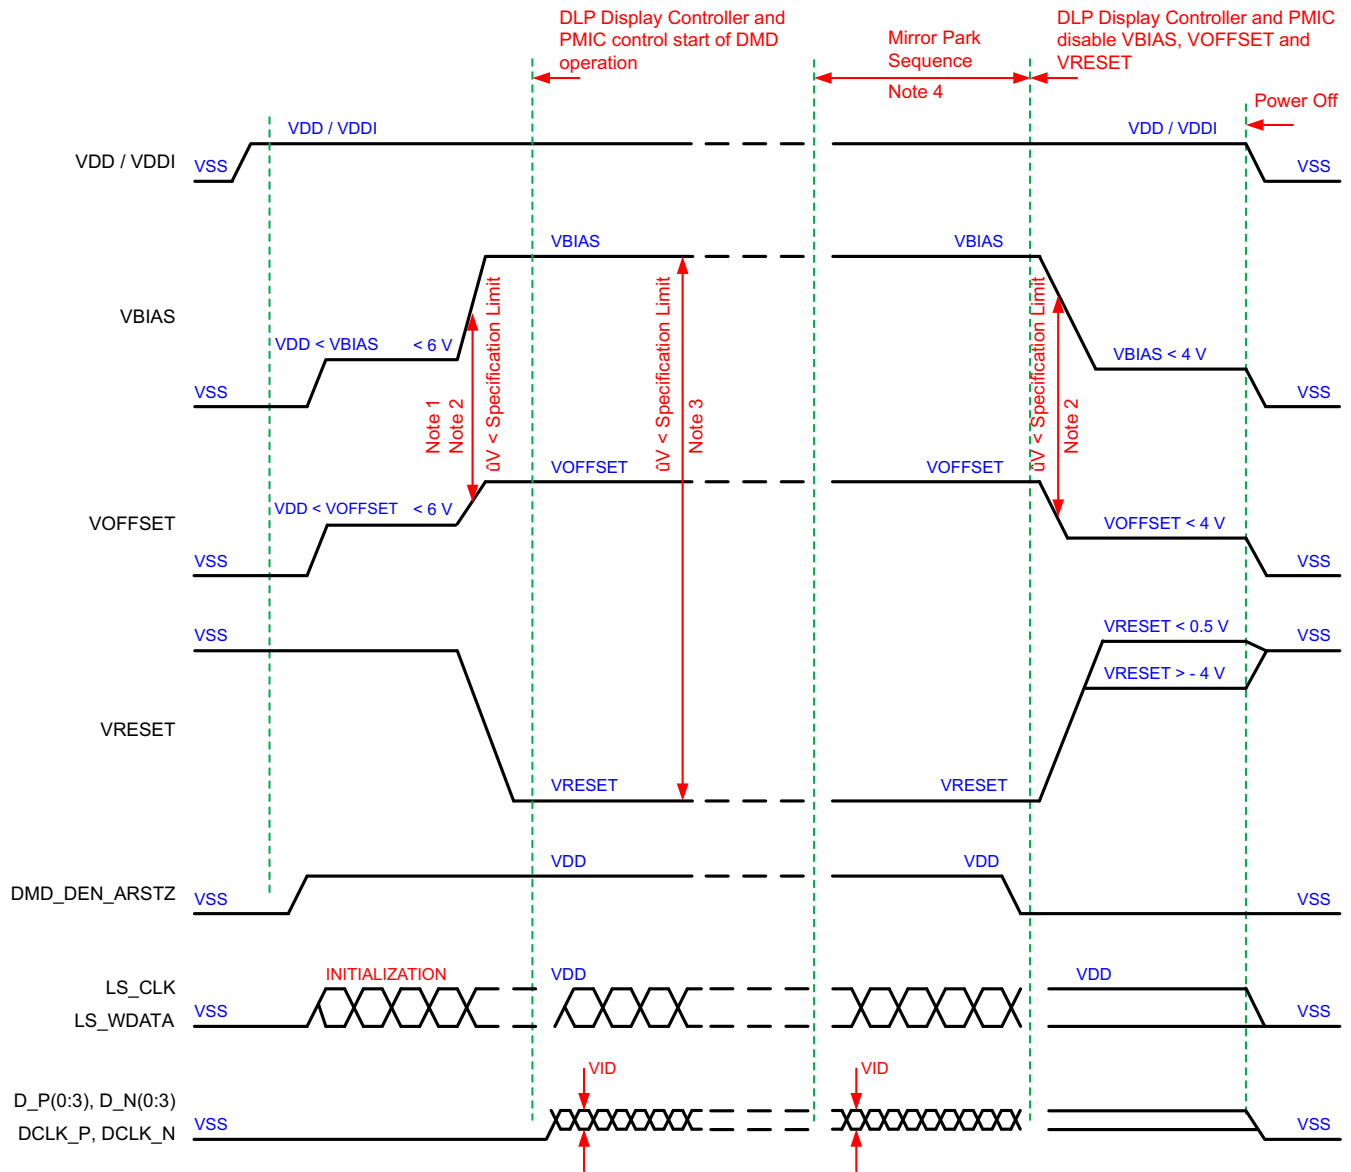 DLP Display Controller and
PMIC control start of DMD
operation
Mirror Park
Sequence
Note 4
DLP Display Controller and PMIC
disable VBIAS, VOFFSET and
VRESET
Power Off
VDD / VDDI
VSS
VDD / VDDI
VDD / VDDI
VSS
VBIAS
VSS
VDD < VBIAS
< 6 V
VBIAS
VBIAS
VBIAS < 4 V
VSS
Note 1
Note 2
ûV < Specification Limit
ûV < Specification Limit
Note 3
ûV < Specification Limit
Note 2
VOFFSET
VSS
VDD < VOFFSET
< 6 V
VOFFSET
VOFFSET
VOFFSET < 4 V
VSS
VRESET
VSS
VRESET
VRESET
VRESET < 0.5 V
VRESET > - 4 V
VSS
DMD_DEN_ARSTZ
VSS
VDD
VDD
VSS
LS_CLK
LS_WDATA
VSS
INITIALIZATION
VDD
VDD
VSS
D_P(0:3), D_N(0:3)
DCLK_P, DCLK_N
VSS
VID
VID
VSS